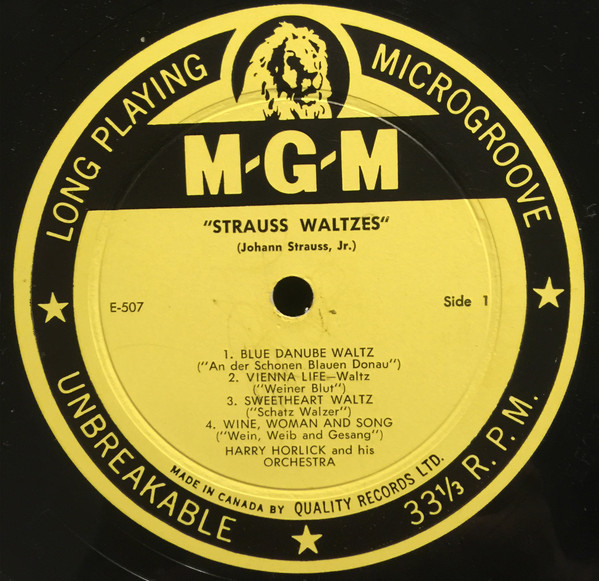 LONG PLAYING MICROGROOVE
M-G-M
"STRAUSS WALTZES"
(Johann Strauss, Jr.)
E-507
Side 1
1. BLUE DANUBE WALTZ
("An der Schonen Blauen Donau")
2. VIENNA LIFE—Waltz
("Weiner Blut")
3. SWEETHEART WALTZ
("Schatz Walzer")
4. WINE, WOMAN AND SONG
("Wein, Weib and Gesang")
HARRY HORLICK and his
ORCHESTRA
MADE IN CANADA BY QUALITY RECORDS LTD.
UNBREAKABLE 33⅓ R.P.M.